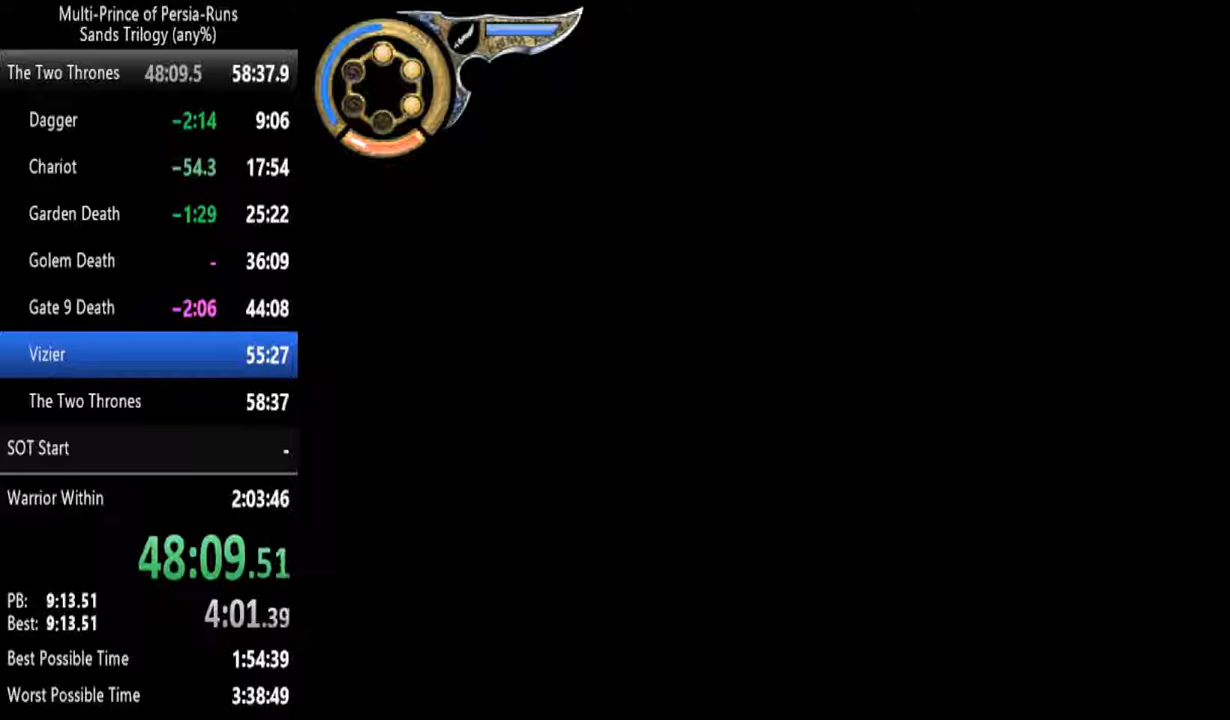 Multi-Prince of Persia-Runs
Sands Trilogy (any%)
The Two Thrones 48:09.5 58:37.9
Dagger −2:14 9:06
Chariot −54.3 17:54
Garden Death −1:29 25:22
Golem Death - 36:09
Gate 9 Death −2:06 44:08
Vizier 55:27
The Two Thrones 58:37
SOT Start -
Warrior Within 2:03:46
48:09.51
PB: 9:13.51
Best: 9:13.51
4:01.39
Best Possible Time 1:54:39
Worst Possible Time 3:38:49